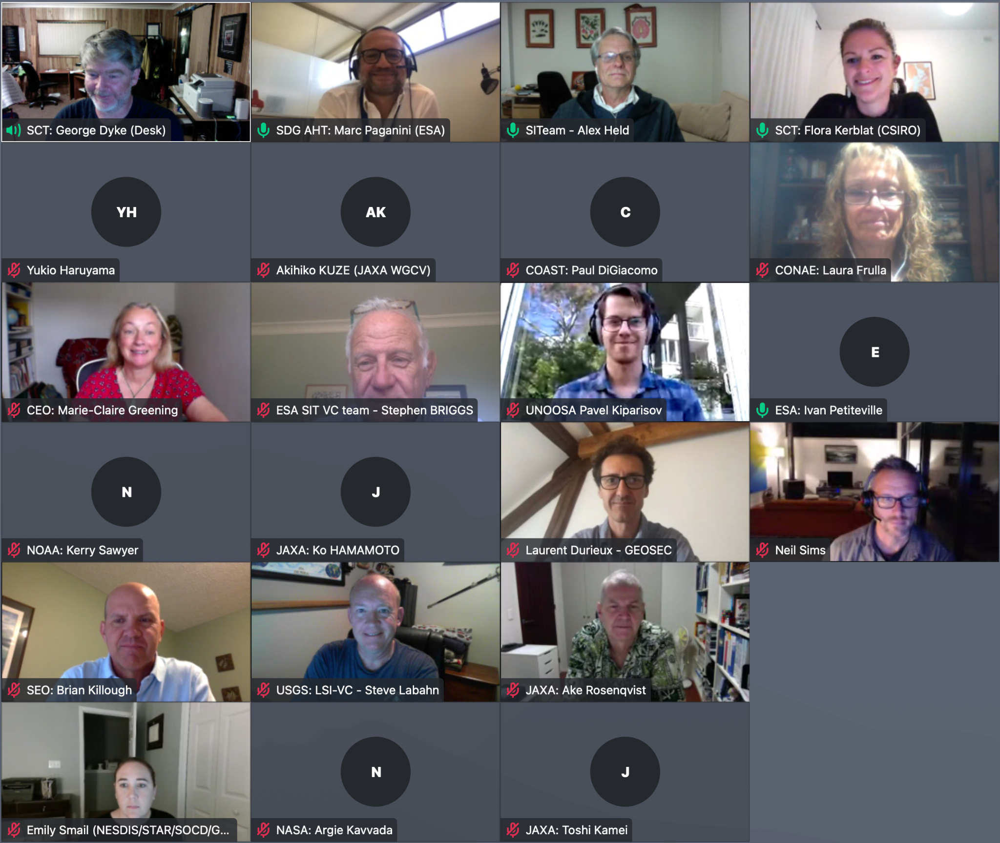 SCT: George Dyke (Desk)
SDG AHT: Marc Paganini (ESA)
SITeam - Alex Held
SCT: Flora Kerblat (CSIRO)
YH
Yukio Haruyama
AK
Akihiko KUZE (JAXA WGCV)
C
COAST: Paul DiGiacomo
CONAE: Laura Frulla
CEO: Marie-Claire Greening
ESA SIT VC team - Stephen BRIGGS
UNOOSA Pavel Kiparisov
E
ESA: Ivan Petiteville
N
NOAA: Kerry Sawyer
J
JAXA: Ko HAMAMOTO
Laurent Durieux - GEOSEC
Neil Sims
SEO: Brian Killough
USGS: LSI-VC - Steve Labahn
JAXA: Ake Rosenqvist
Emily Smail (NESDIS/STAR/SOCD/G...
N
NASA: Argie Kavvada
J
JAXA: Toshi Kamei